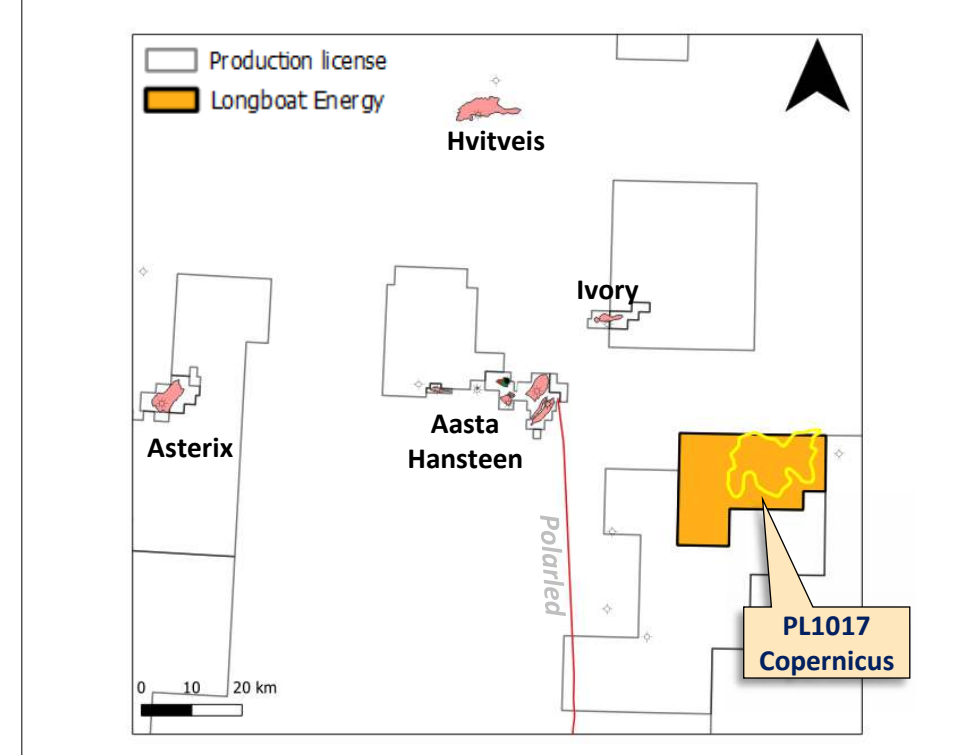 Production license
Longboat Energy
Hvitveis
Ivory
Asterix
Aasta
Hansteen
Polarled
PL1017
Copernicus
0 10 20 km